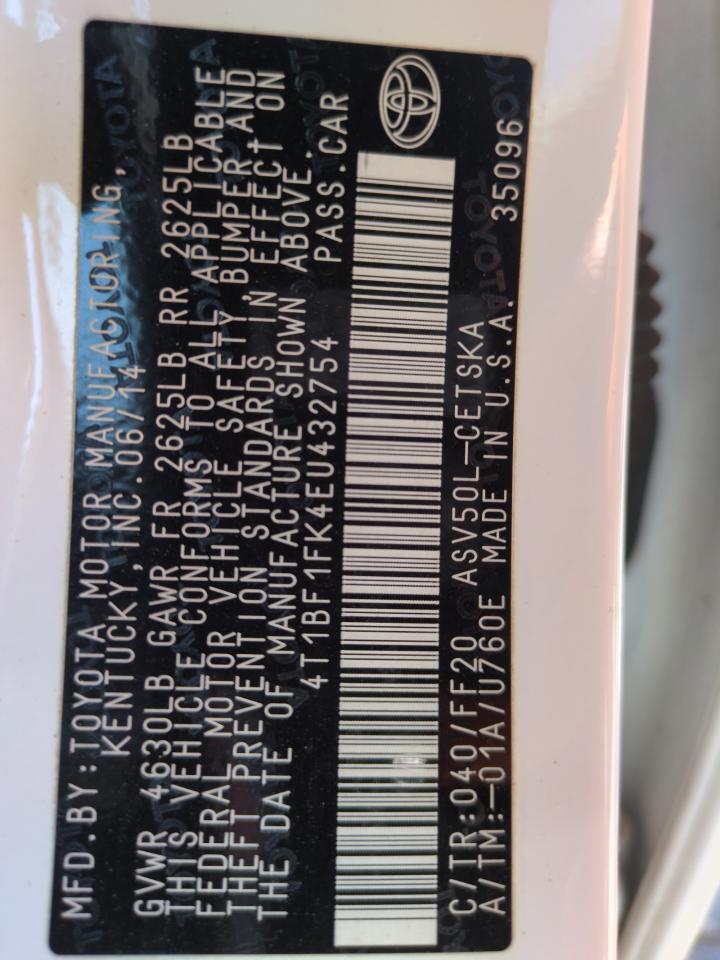 MFD.BY:TOYOTA MOTOR MANUFACTURING,
KENTUCKY, INC. 06/14
GVWR 4630LB GAWR FR 2625LB RR 2625LB
THIS VEHICLE CONFORMS TO ALL APPLICABLE
FEDERAL MOTOR VEHICLE SAFETY, BUMPER AND
THEFT PREVENTION STANDARDS IN EFFECT ON
THE DATE OF MANUFACTURE SHOWN ABOVE.
4T1BF1FK4EU432754 PASS.CAR
C/TR:040/FF20 ASV50L-CETSKA
A/TM:-01A/U760E MADE IN U.S.A. 35096